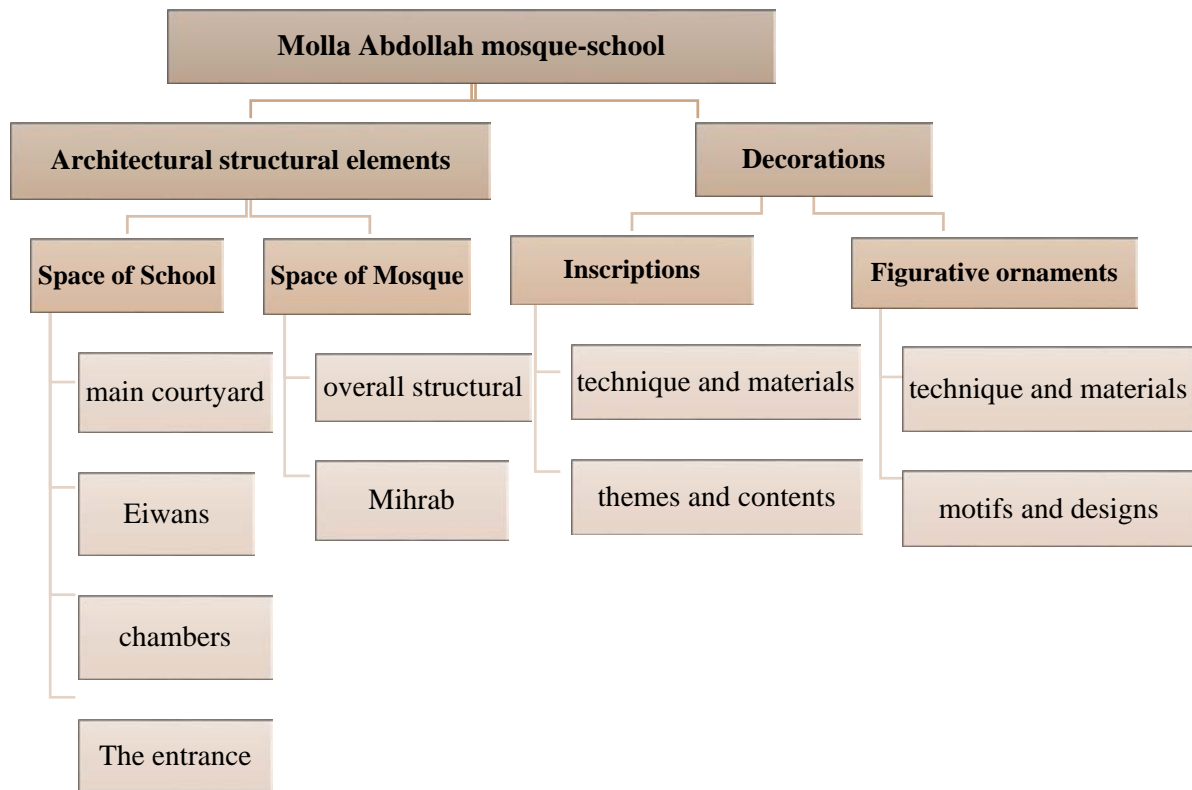 Molla Abdollah mosque-school
Architectural structural elements
Decorations
Space of School
Space of Mosque
Inscriptions
Figurative ornaments
main courtyard
overall structural
technique and materials
technique and materials
Eiwans
Mihrab
themes and contents
motifs and designs
chambers
The entrance